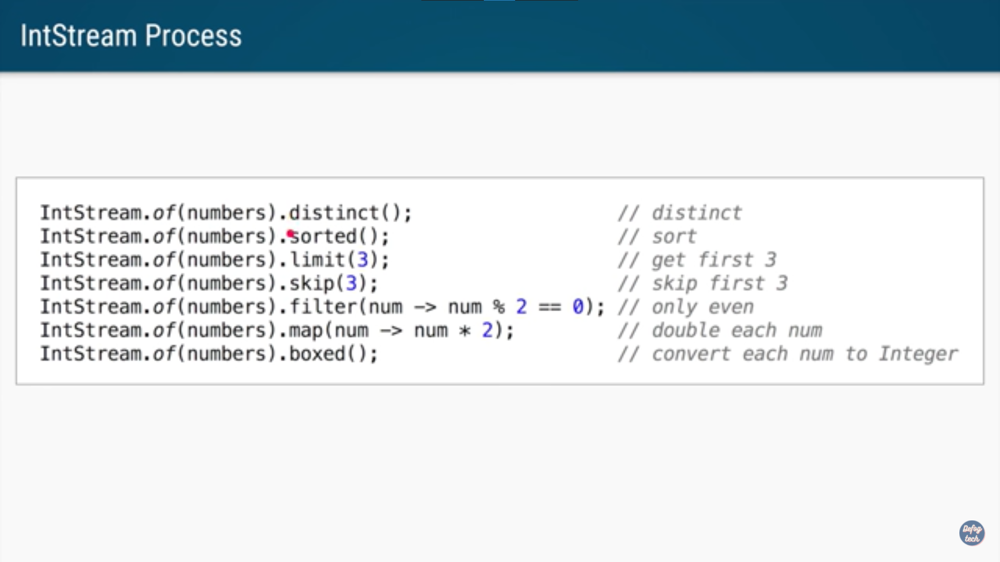 IntStream Process
IntStream.of(numbers).distinct(); // distinct
IntStream.of(numbers).sorted(); // sort
IntStream.of(numbers).limit(3); // get first 3
IntStream.of(numbers).skip(3); // skip first 3
IntStream.of(numbers).filter(num -> num % 2 == 0); // only even
IntStream.of(numbers).map(num -> num * 2); // double each num
IntStream.of(numbers).boxed(); // convert each num to Integer
Defog
tech